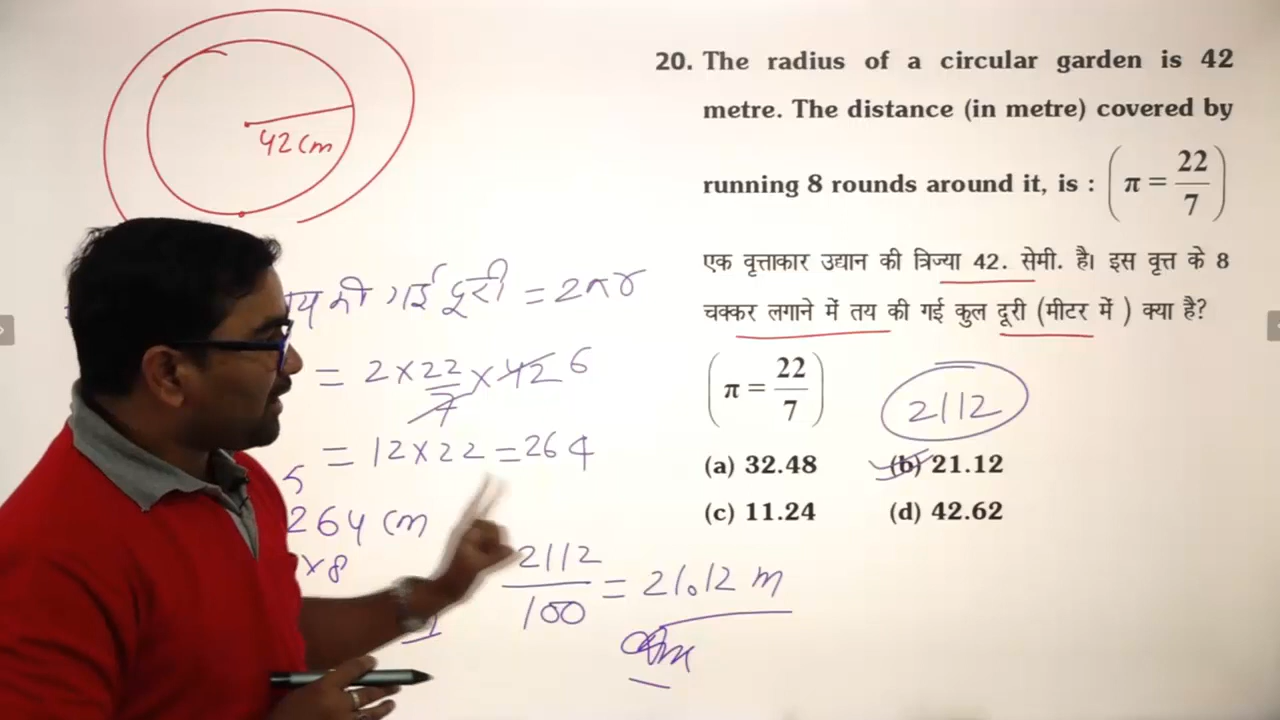 42 cm
गई दूरी = 2πr
= 2 × 22/7 × 42 6
= 12 × 22 = 264
264 cm
× 8
2112/100 = 21.12 m
Ans
20. The radius of a circular garden is 42
metre. The distance (in metre) covered by
running 8 rounds around it, is : (π = 22/7)
एक वृत्ताकार उद्यान की त्रिज्या 42. सेमी. है। इस वृत्त के 8
चक्कर लगाने में तय की गई कुल दूरी (मीटर में ) क्या है?
(π = 22/7)
2112
(a) 32.48 (b) 21.12
(c) 11.24 (d) 42.62